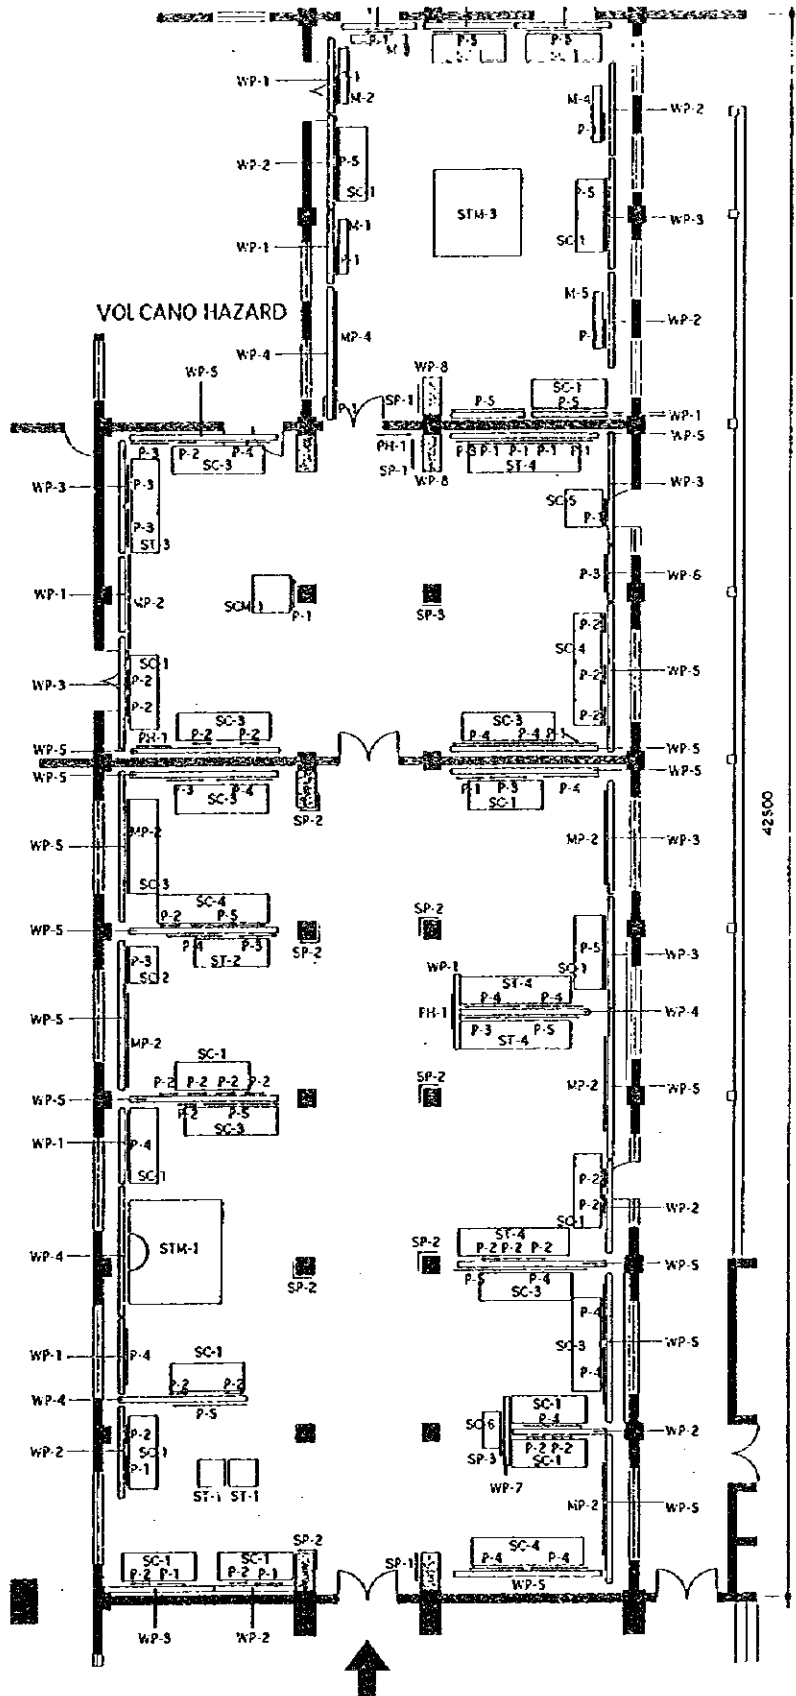 P-1
P-5
P-5
M-2
WP-1
M-4
WP-2
P-5
SC-1
WP-2
STM-3
P-5
SC-1
WP-3
M-1
P-1
WP-1
M-5
WP-2
VOLCANO HAZARD
MP-4
WP-4
WP-5
WP-8
SP-1
SC-1
P-5
P-5
WP-1
P-1
PH-1
SP-1
WP-8
WP-5
P-3
P-2
P-4
SC-3
P-3 P-1 P-1 P-1 P-1
ST-4
WP-3
P-3
P-3
ST-3
SC-5
P-1
WP-3
WP-1
MP-2
SCM-1
P-1
SP-3
P-3
WP-6
P-2
SC-4
P-2
P-2
WP-5
SC-1
P-2
P-2
WP-3
SC-3
P-2 P-2
PH-1
WP-5
SC-3
P-4 P-4 P-1
WP-5
WP-5
P-3 P-4
SC-3
SP-2
P-1 P-3 P-4
SC-1
WP-5
42500
MP-2
SC-3
WP-5
MP-2
WP-3
SC-4
P-2 P-5
WP-5
P-4 P-3
ST-2
SP-2
SP-2
P-3
SC-2
P-5
SC-1
WP-3
WP-1
ST-4
P-4 P-4
PH-1
WP-4
P-3 P-5
ST-4
WP-5
MP-2
SC-1
P-2 P-2 P-2 P-2
WP-5
P-2 P-5
SC-3
SP-2
MP-2
WP-5
WP-1
P-4
SC-1
P-2
P-2
SC-1
WP-2
STM-1
WP-4
SP-2
SP-2
ST-4
P-2 P-2 P-2
WP-5
P-5 P-4
SC-3
P-4
SC-3
P-4
WP-5
WP-1
P-4
SC-1
P-2 P-2
WP-4
P-5
SC-1
P-4
SC-6
SP-3
WP-2
P-2 P-2
SC-1
WP-7
WP-2
P-2
SC-1
P-1
ST-1 ST-1
MP-2
WP-5
SC-1
P-2 P-1
SC-1
P-2 P-1
SP-2
SP-1
SC-4
P-4 P-4
WP-5
WP-3
WP-2